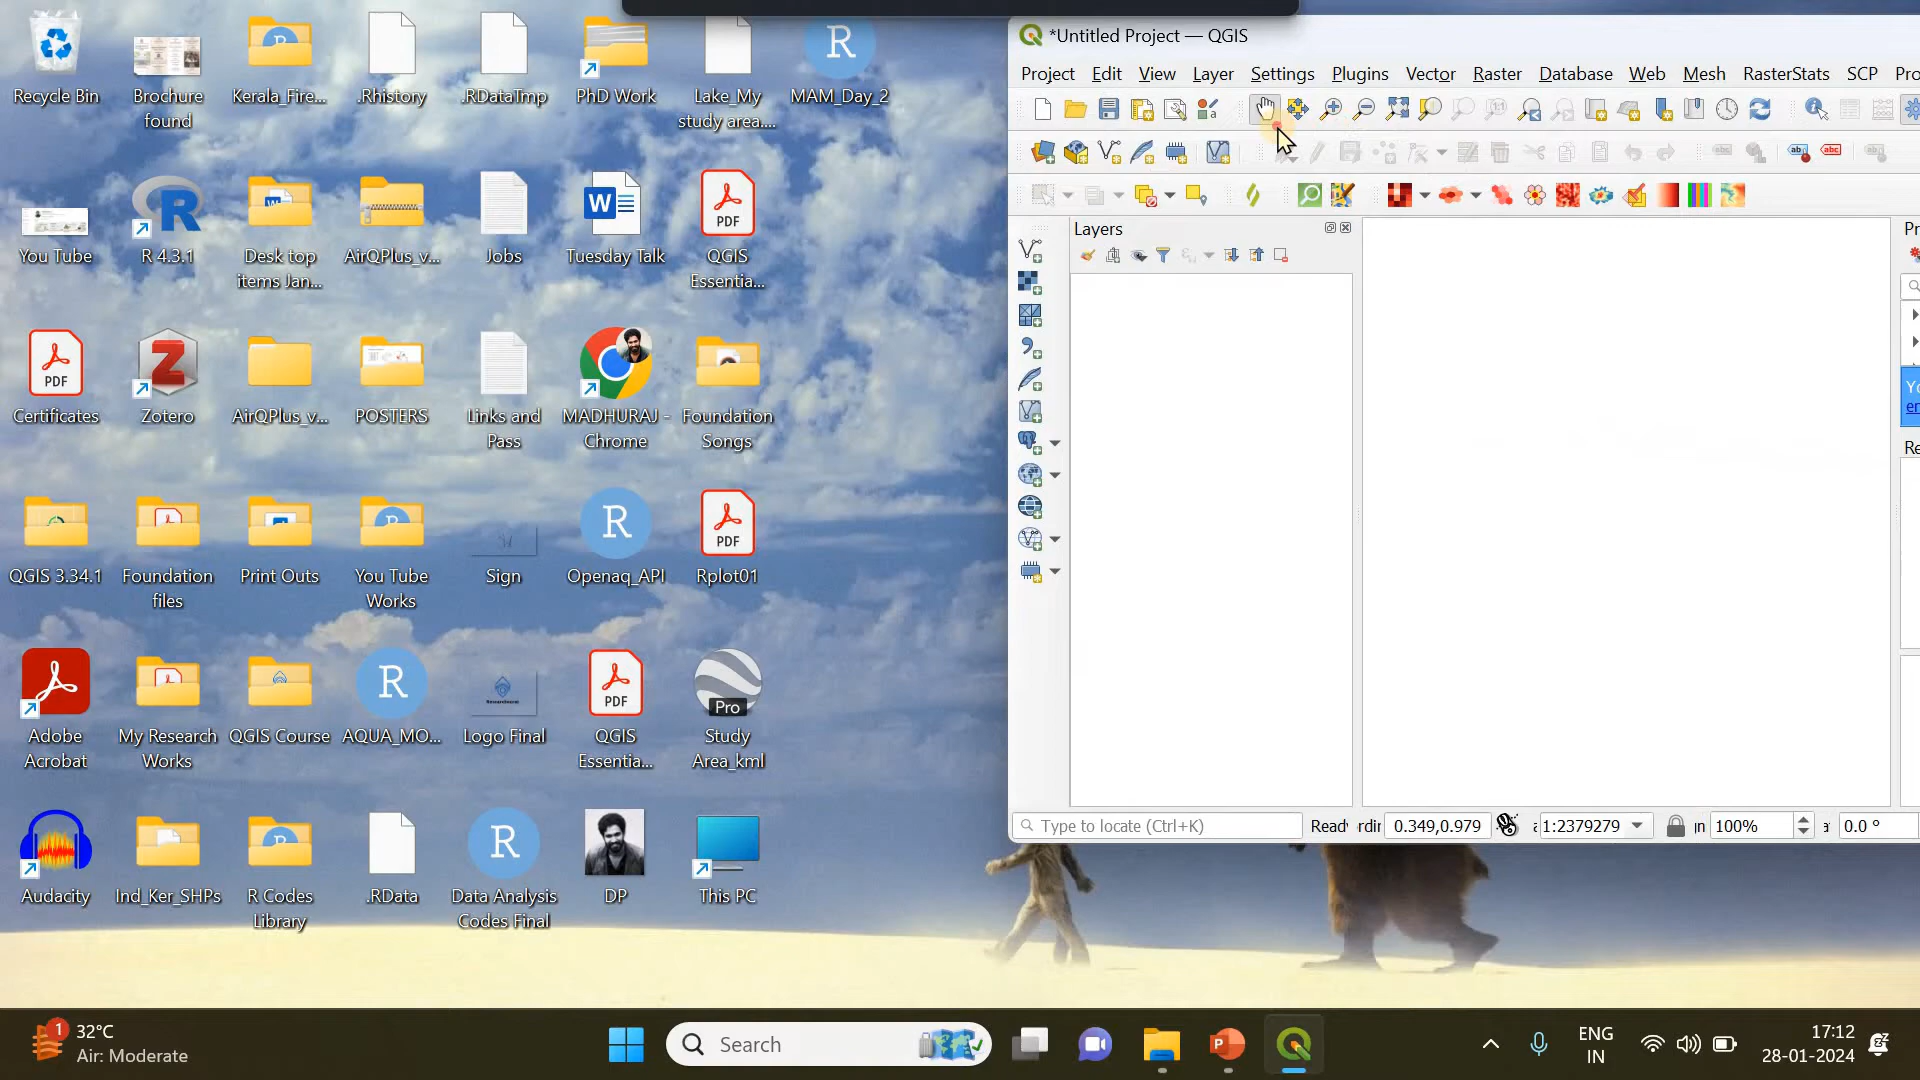 Recycle Bin
Brochure
found
Kerala_Fire...
.Rhistory
.RDataTmp
PhD Work
Lake_My
study area....
MAM_Day_2
You Tube
R 4.3.1
Desk top
items Jan...
AirQPlus_v...
Jobs
Tuesday Talk
QGIS
Essentia...
Certificates
Zotero
AirQPlus_v...
POSTERS
Links and
Pass
MADHURAJ -
Chrome
Foundation
Songs
QGIS 3.34.1
Foundation
files
Print Outs
You Tube
Works
Sign
Openaq_API
Rplot01
Adobe
Acrobat
My Research
Works
QGIS Course
AQUA_MO...
Logo Final
QGIS
Essentia...
Pro
Study
Area_kml
Audacity
Ind_Ker_SHPs
R Codes
Library
.RData
Data Analysis
Codes Final
DP
This PC
PDF
PDF
PDF
PDF
*Untitled Project — QGIS
Project Edit View Layer Settings Plugins Vector Raster Database Web Mesh RasterStats SCP Pro
Layers
Type to locate (Ctrl+K)
Ready
0.349,0.979
1:2379279
100%
0.0 °
1
32°C
Air: Moderate
Search
ENG
IN
17:12
28-01-2024